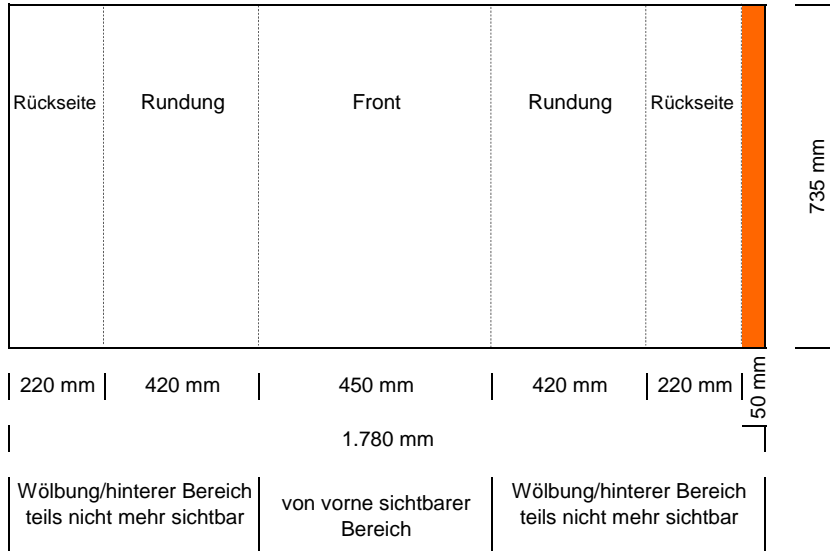 Rückseite Rundung Front Rundung Rückseite
735 mm
220 mm 420 mm 450 mm 420 mm 220 mm 50 mm
1.780 mm
Wölbung/hinterer Bereich
teils nicht mehr sichtbar
von vorne sichtbarer
Bereich
Wölbung/hinterer Bereich
teils nicht mehr sichtbar